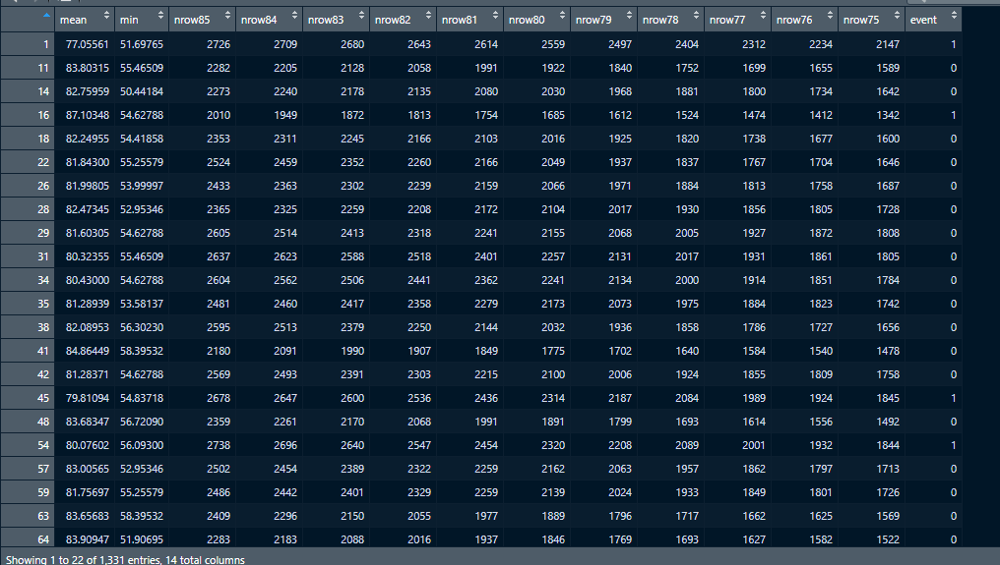 mean min nrow85 nrow84 nrow83 nrow82 nrow81 nrow80 nrow79 nrow78 nrow77 nrow76 nrow75 event
1 77.05561 51.69765 2726 2709 2680 2643 2614 2559 2497 2404 2312 2234 2147 1
11 83.80315 55.46509 2282 2205 2128 2058 1991 1922 1840 1752 1699 1655 1589 0
14 82.75959 50.44184 2273 2240 2178 2135 2080 2030 1968 1881 1800 1734 1642 0
16 87.10348 54.62788 2010 1949 1872 1813 1754 1685 1612 1524 1474 1412 1342 1
18 82.24955 54.41858 2353 2311 2245 2166 2103 2016 1925 1820 1738 1677 1600 0
22 81.84300 55.25579 2524 2459 2352 2260 2166 2049 1937 1837 1767 1704 1646 0
26 81.99805 53.99997 2433 2363 2302 2239 2159 2066 1971 1884 1813 1758 1687 0
28 82.47345 52.95346 2365 2325 2259 2208 2172 2104 2017 1930 1856 1805 1728 0
29 81.60305 54.62788 2605 2514 2413 2318 2241 2155 2068 2005 1927 1872 1808 0
31 80.32355 55.46509 2637 2623 2588 2518 2401 2257 2131 2017 1931 1861 1805 0
34 80.43000 54.62788 2604 2562 2506 2441 2362 2241 2134 2000 1914 1851 1784 0
35 81.28939 53.58137 2481 2460 2417 2358 2279 2173 2073 1975 1884 1823 1742 0
38 82.08953 56.30230 2595 2513 2379 2250 2144 2032 1936 1858 1786 1727 1656 0
41 84.86449 58.39532 2180 2091 1990 1907 1849 1775 1702 1640 1584 1540 1478 0
42 81.28371 54.62788 2569 2493 2391 2303 2215 2100 2006 1924 1855 1809 1758 0
45 79.81094 54.83718 2678 2647 2600 2536 2436 2314 2187 2084 1989 1924 1845 1
48 83.68347 56.72090 2359 2261 2170 2068 1991 1891 1799 1693 1614 1556 1492 0
54 80.07602 56.09300 2738 2696 2640 2547 2454 2320 2208 2089 2001 1932 1844 1
57 83.00565 52.95346 2502 2454 2389 2322 2259 2162 2063 1957 1862 1797 1713 0
59 81.75697 55.25579 2486 2442 2401 2329 2259 2139 2024 1933 1849 1801 1726 0
63 83.65683 58.39532 2409 2296 2150 2055 1977 1889 1796 1717 1662 1625 1569 0
64 83.90947 51.90695 2283 2183 2088 2016 1937 1846 1769 1693 1627 1582 1522 0
Showing 1 to 22 of 1,331 entries, 14 total columns